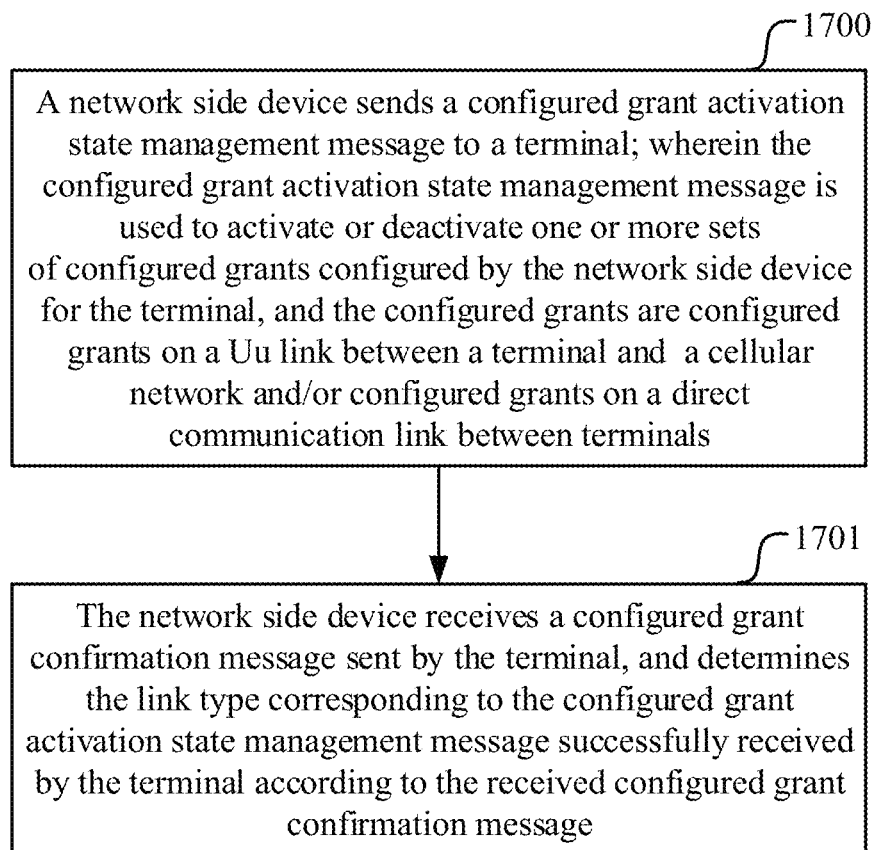 1700
A network side device sends a configured grant activation
state management message to a terminal; wherein the
configured grant activation state management message is
used to activate or deactivate one or more sets
of configured grants configured by the network side device
for the terminal, and the configured grants are configured
grants on a Uu link between a terminal and a cellular
network and/or configured grants on a direct
communication link between terminals
1701
The network side device receives a configured grant
confirmation message sent by the terminal, and determines
the link type corresponding to the configured grant
activation state management message successfully received
by the terminal according to the received configured grant
confirmation message